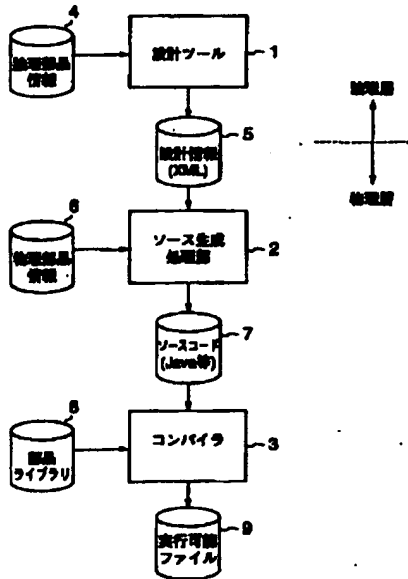 4
論理部品
情報
設計ツール
1
論理層
物理層
5
設計情報
(XML)
6
物理部品
情報
ソース生成
処理部
2
7
ソースコード
(Java等)
8
部品
ライブラリ
コンパイラ
3
実行可能
ファイル
9